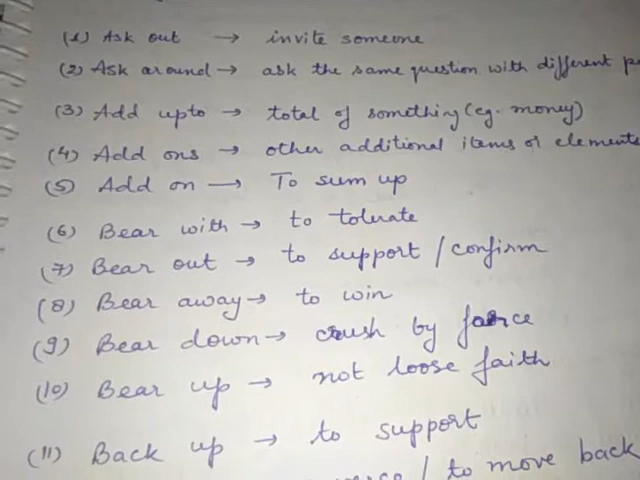 (1) Ask out → invite someone
(2) Ask around → ask the same question with different
(3) Add upto → total of something (eg. money)
(4) Add ons → other additional items or elements
(5) Add on → To sum up
(6) Bear with → to tolerate
(7) Bear out → to support / confirm
(8) Bear away → to win
(9) Bear down → crush by force
(10) Bear up → not loose faith
(11) Back up → to support
/ to move back